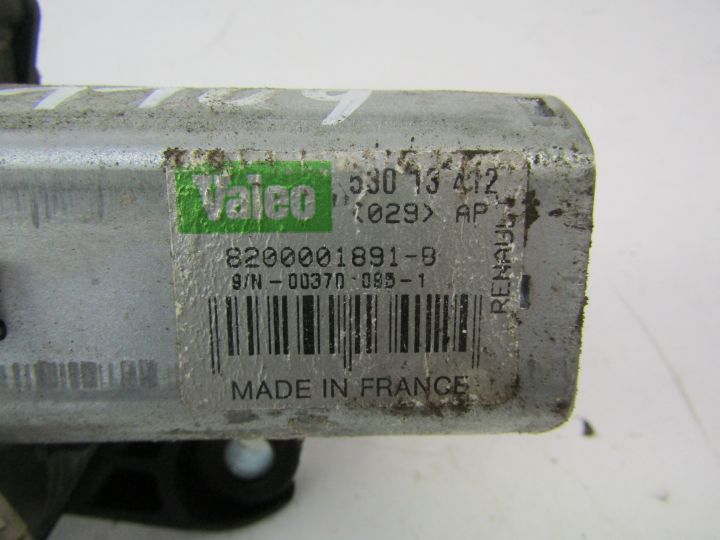 Valeo
530 13 412
<029> AP
RENAULT
8200001891-B
S/N-00370 095-1
MADE IN FRANCE